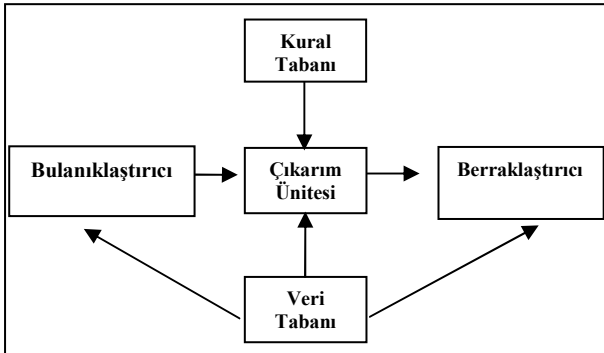 Kural
Tabanı
Bulanıklaştırıcı
Çıkarım
Ünitesi
Berraklaştırıcı
Veri
Tabanı